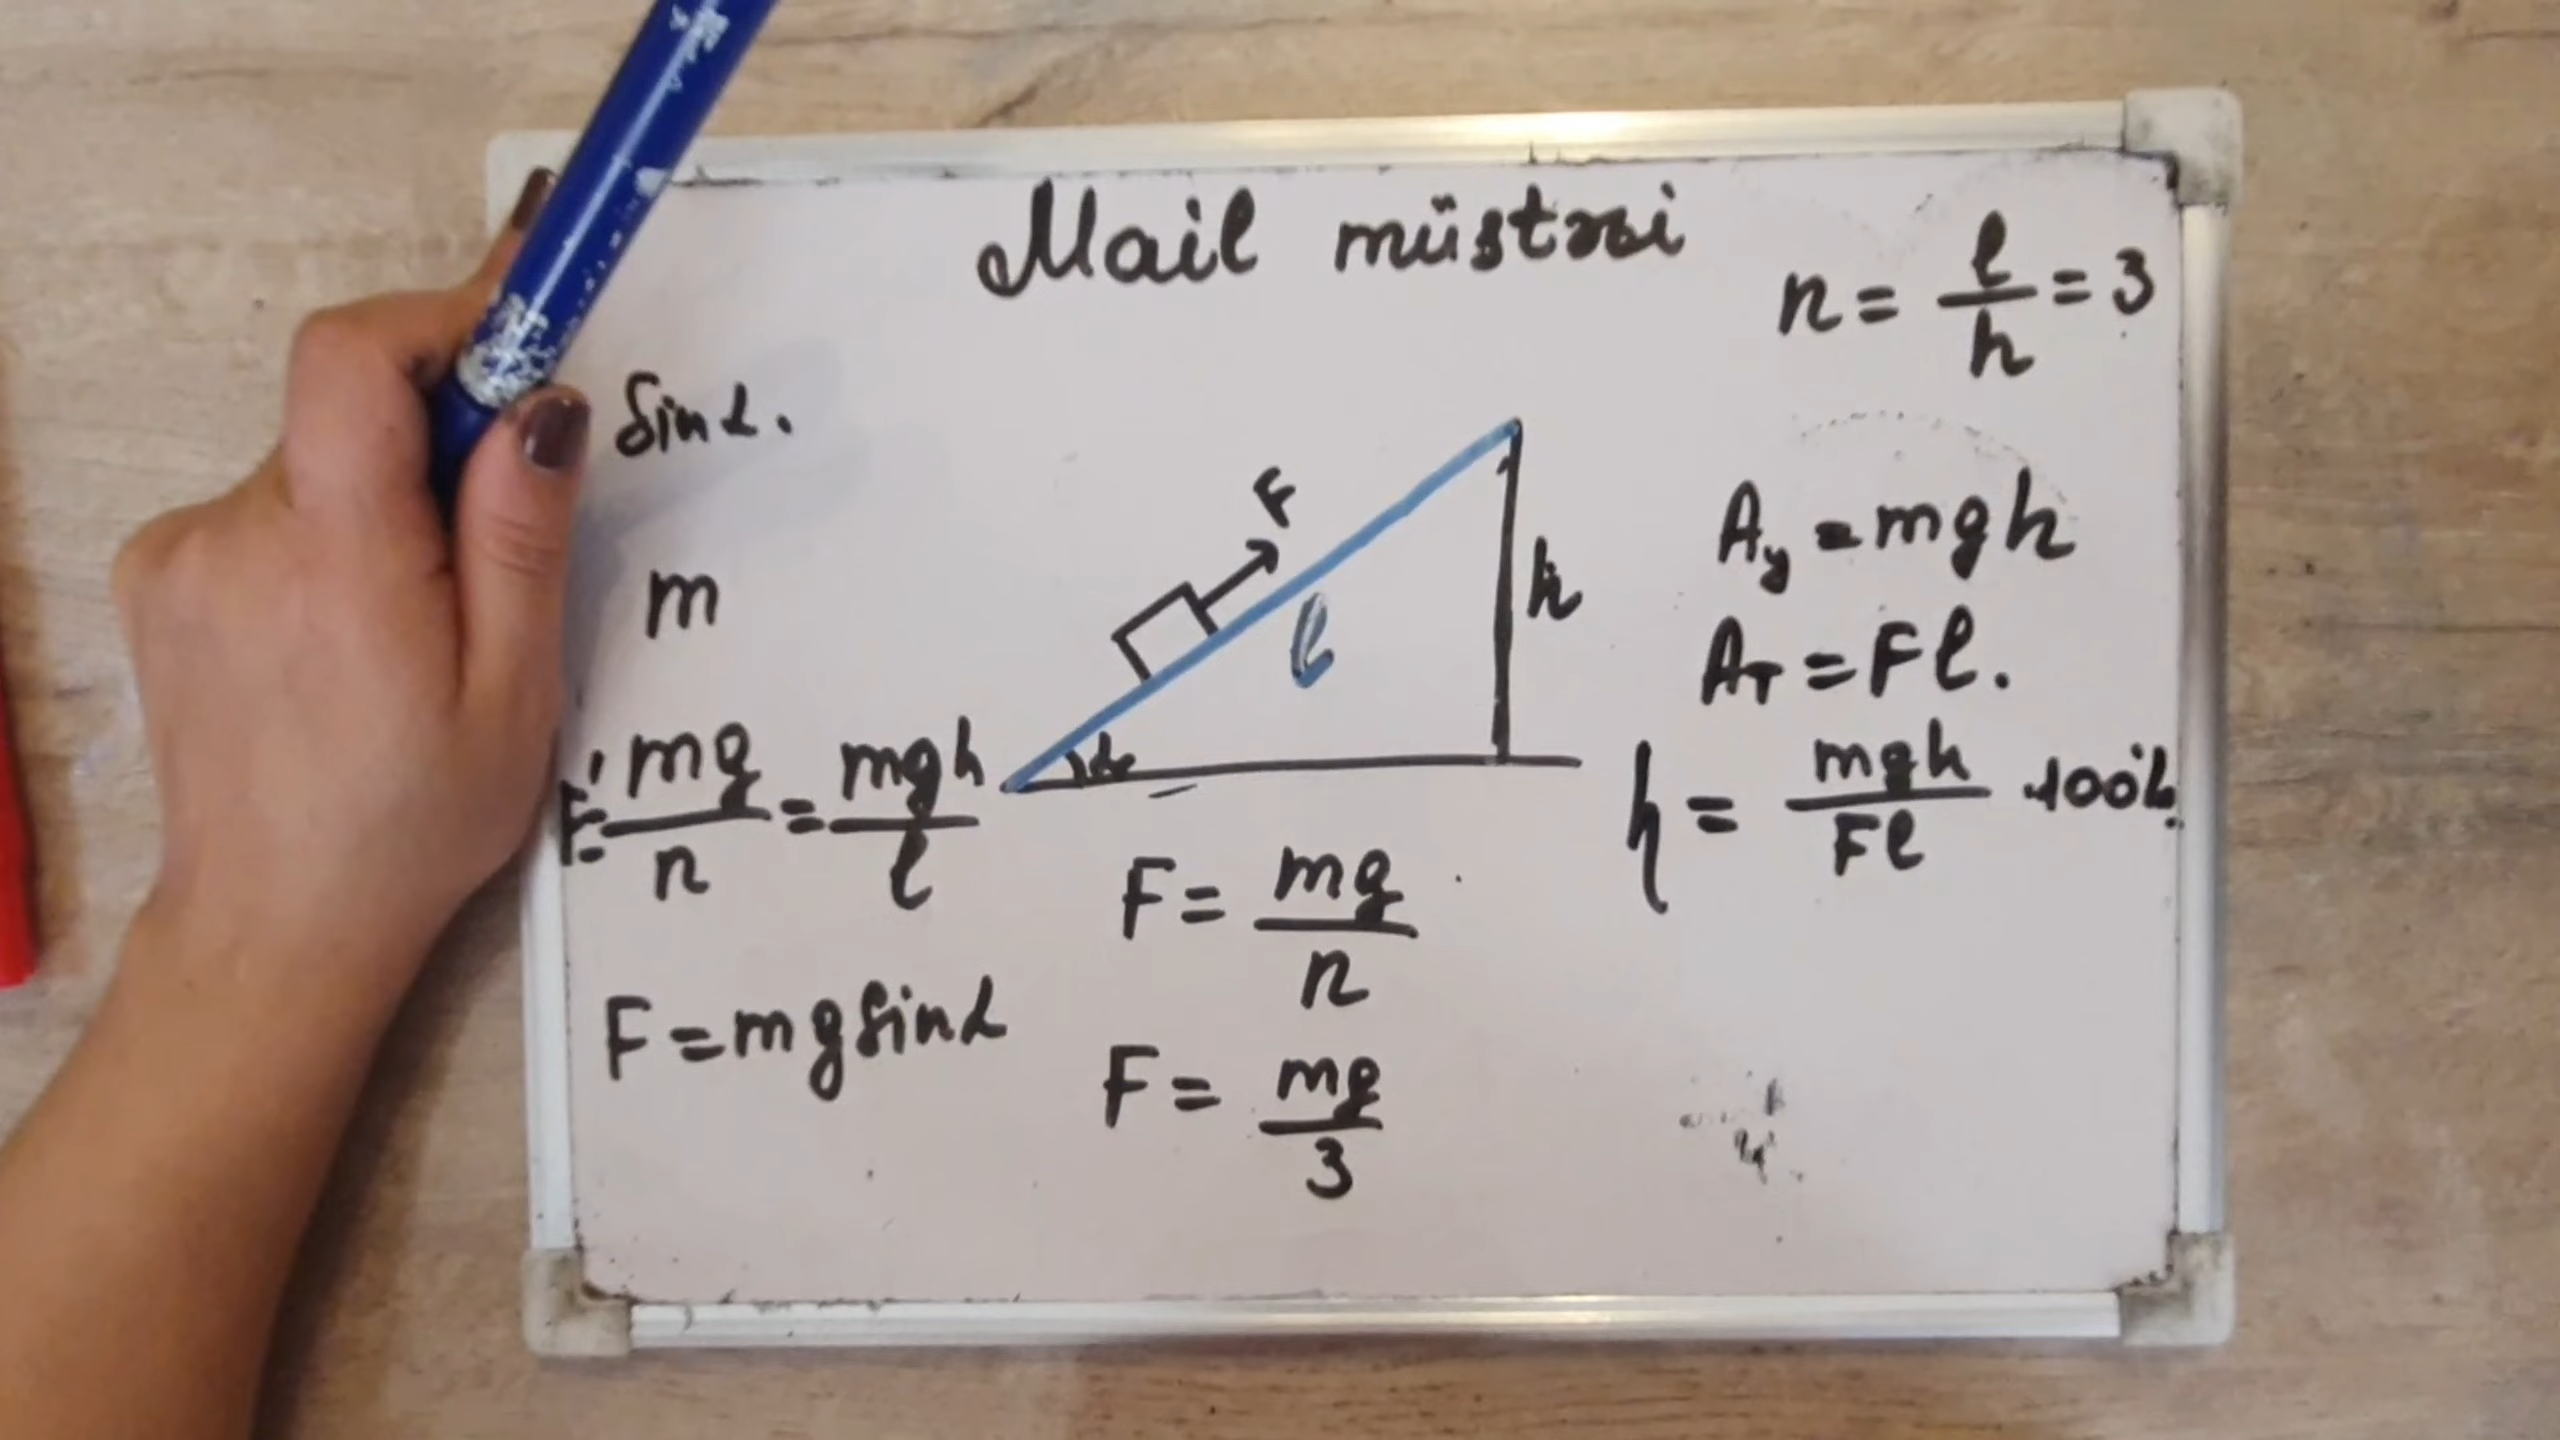 Mail müstəvi
n = l/h = 3
Sinα.
F
m
h
l
α
Ay = mgh
AT = Fl.
F = mg/n = mgh/l
η = mgh/Fl · 100%
F = mg/n
F = mgSinα
F = mg/3